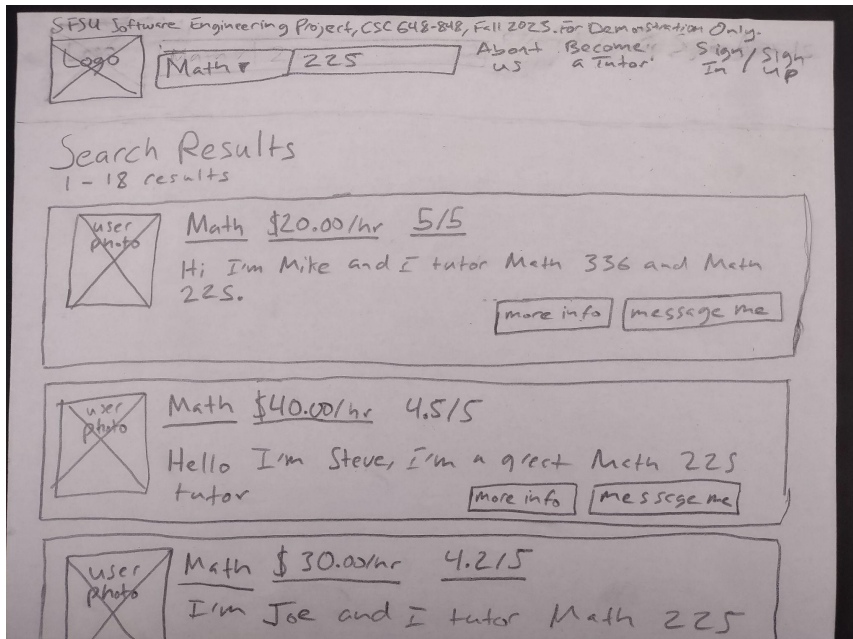 SFSU Software Engineering Project, CSC 648-848, Fall 2023. For Demonstration Only.
Logo
Math ▾ 225
About us
Become a Tutor
Sign In / Sign up
Search Results
1 - 18 results
user photo
Math $20.00/hr 5/5
Hi I'm Mike and I tutor Math 336 and Math
225.
more info message me
user photo
Math $40.00/hr 4.5/5
Hello I'm Steve, I'm a great Math 225
tutor
more info message me
user photo
Math $30.00/hr 4.2/5
I'm Joe and I tutor Math 225